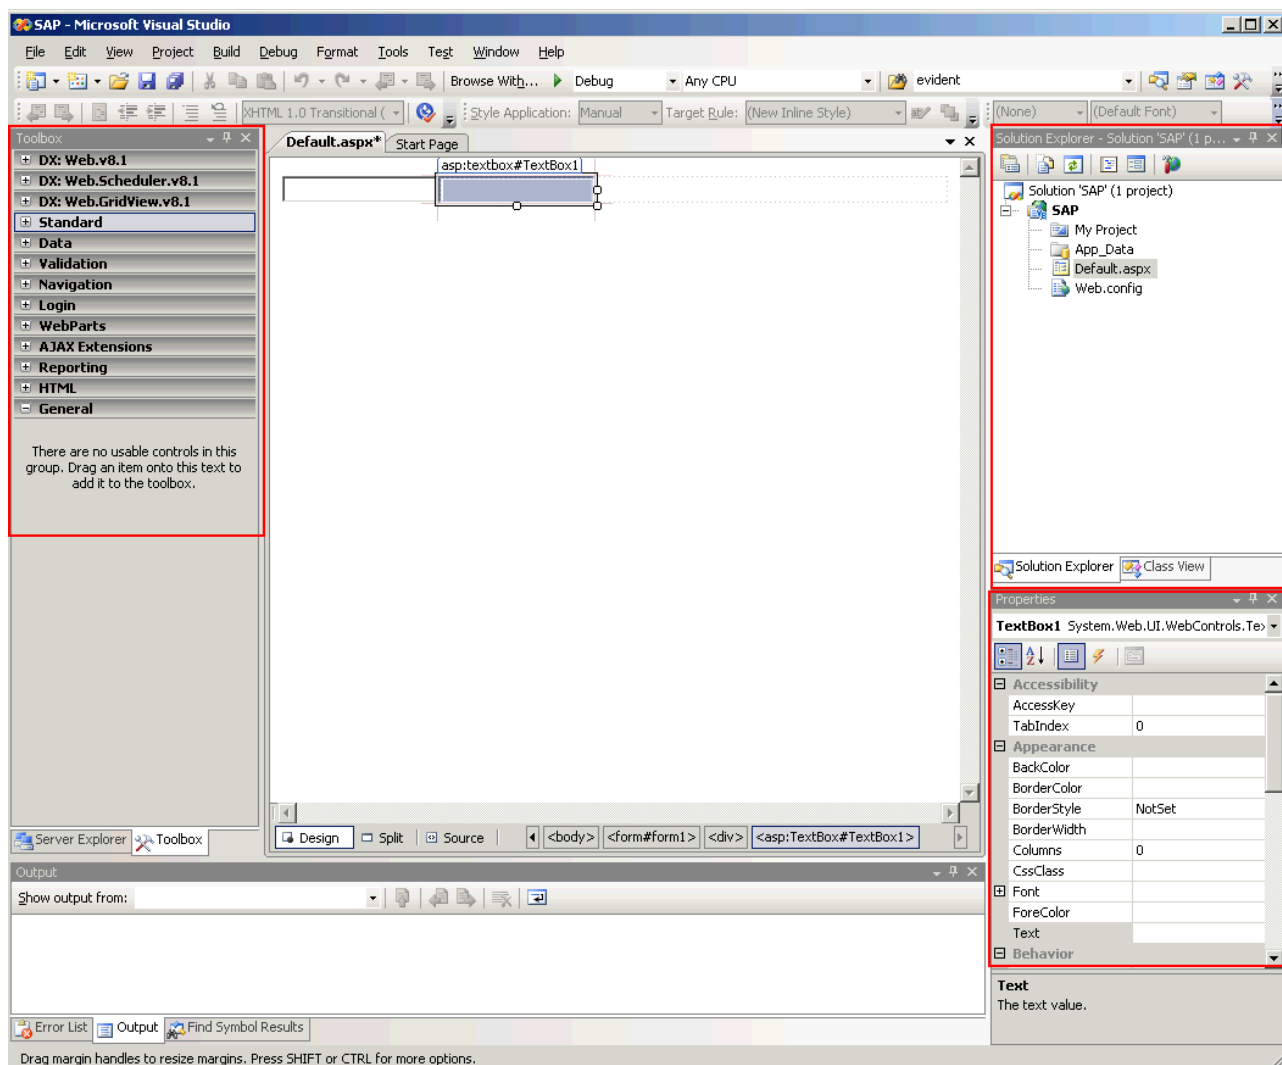 SAP - Microsoft Visual Studio
File Edit View Project Build Debug Format Tools Test Window Help
Browse With... Debug Any CPU evident
XHTML 1.0 Transitional ( Style Application: Manual Target Rule: (New Inline Style) (None) (Default Font)
Toolbox
DX: Web.v8.1
DX: Web.Scheduler.v8.1
DX: Web.GridView.v8.1
Standard
Data
Validation
Navigation
Login
WebParts
AJAX Extensions
Reporting
HTML
General
There are no usable controls in this
group. Drag an item onto this text to
add it to the toolbox.
Server Explorer Toolbox
Default.aspx* Start Page
asp:textbox#TextBox1
Design Split Source <body> <form#form1> <div> <asp:TextBox#TextBox1>
Solution Explorer - Solution 'SAP' (1 p...
Solution 'SAP' (1 project)
SAP
My Project
App_Data
Default.aspx
Web.config
Solution Explorer Class View
Properties
TextBox1 System.Web.UI.WebControls.Te
Accessibility
AccessKey
TabIndex 0
Appearance
BackColor
BorderColor
BorderStyle NotSet
BorderWidth
Columns 0
CssClass
Font
ForeColor
Text
Behavior
Text
The text value.
Output
Show output from:
Error List Output Find Symbol Results
Drag margin handles to resize margins. Press SHIFT or CTRL for more options.